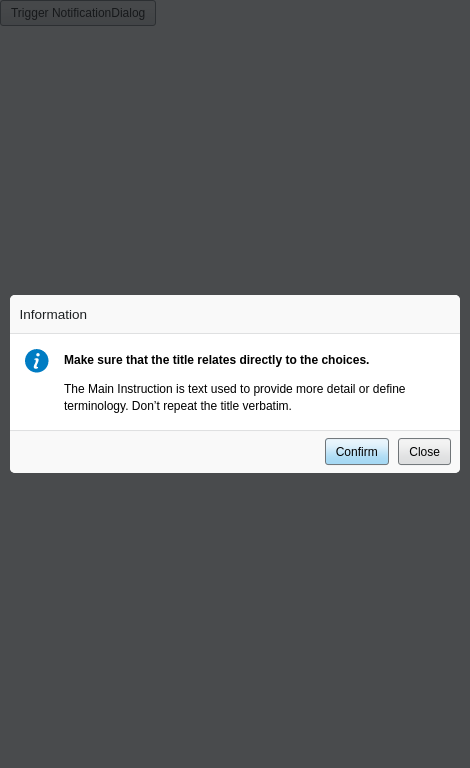 Trigger NotificationDialog
Information
Make sure that the title relates directly to the choices.
The Main Instruction is text used to provide more detail or define
terminology. Don’t repeat the title verbatim.
Confirm Close